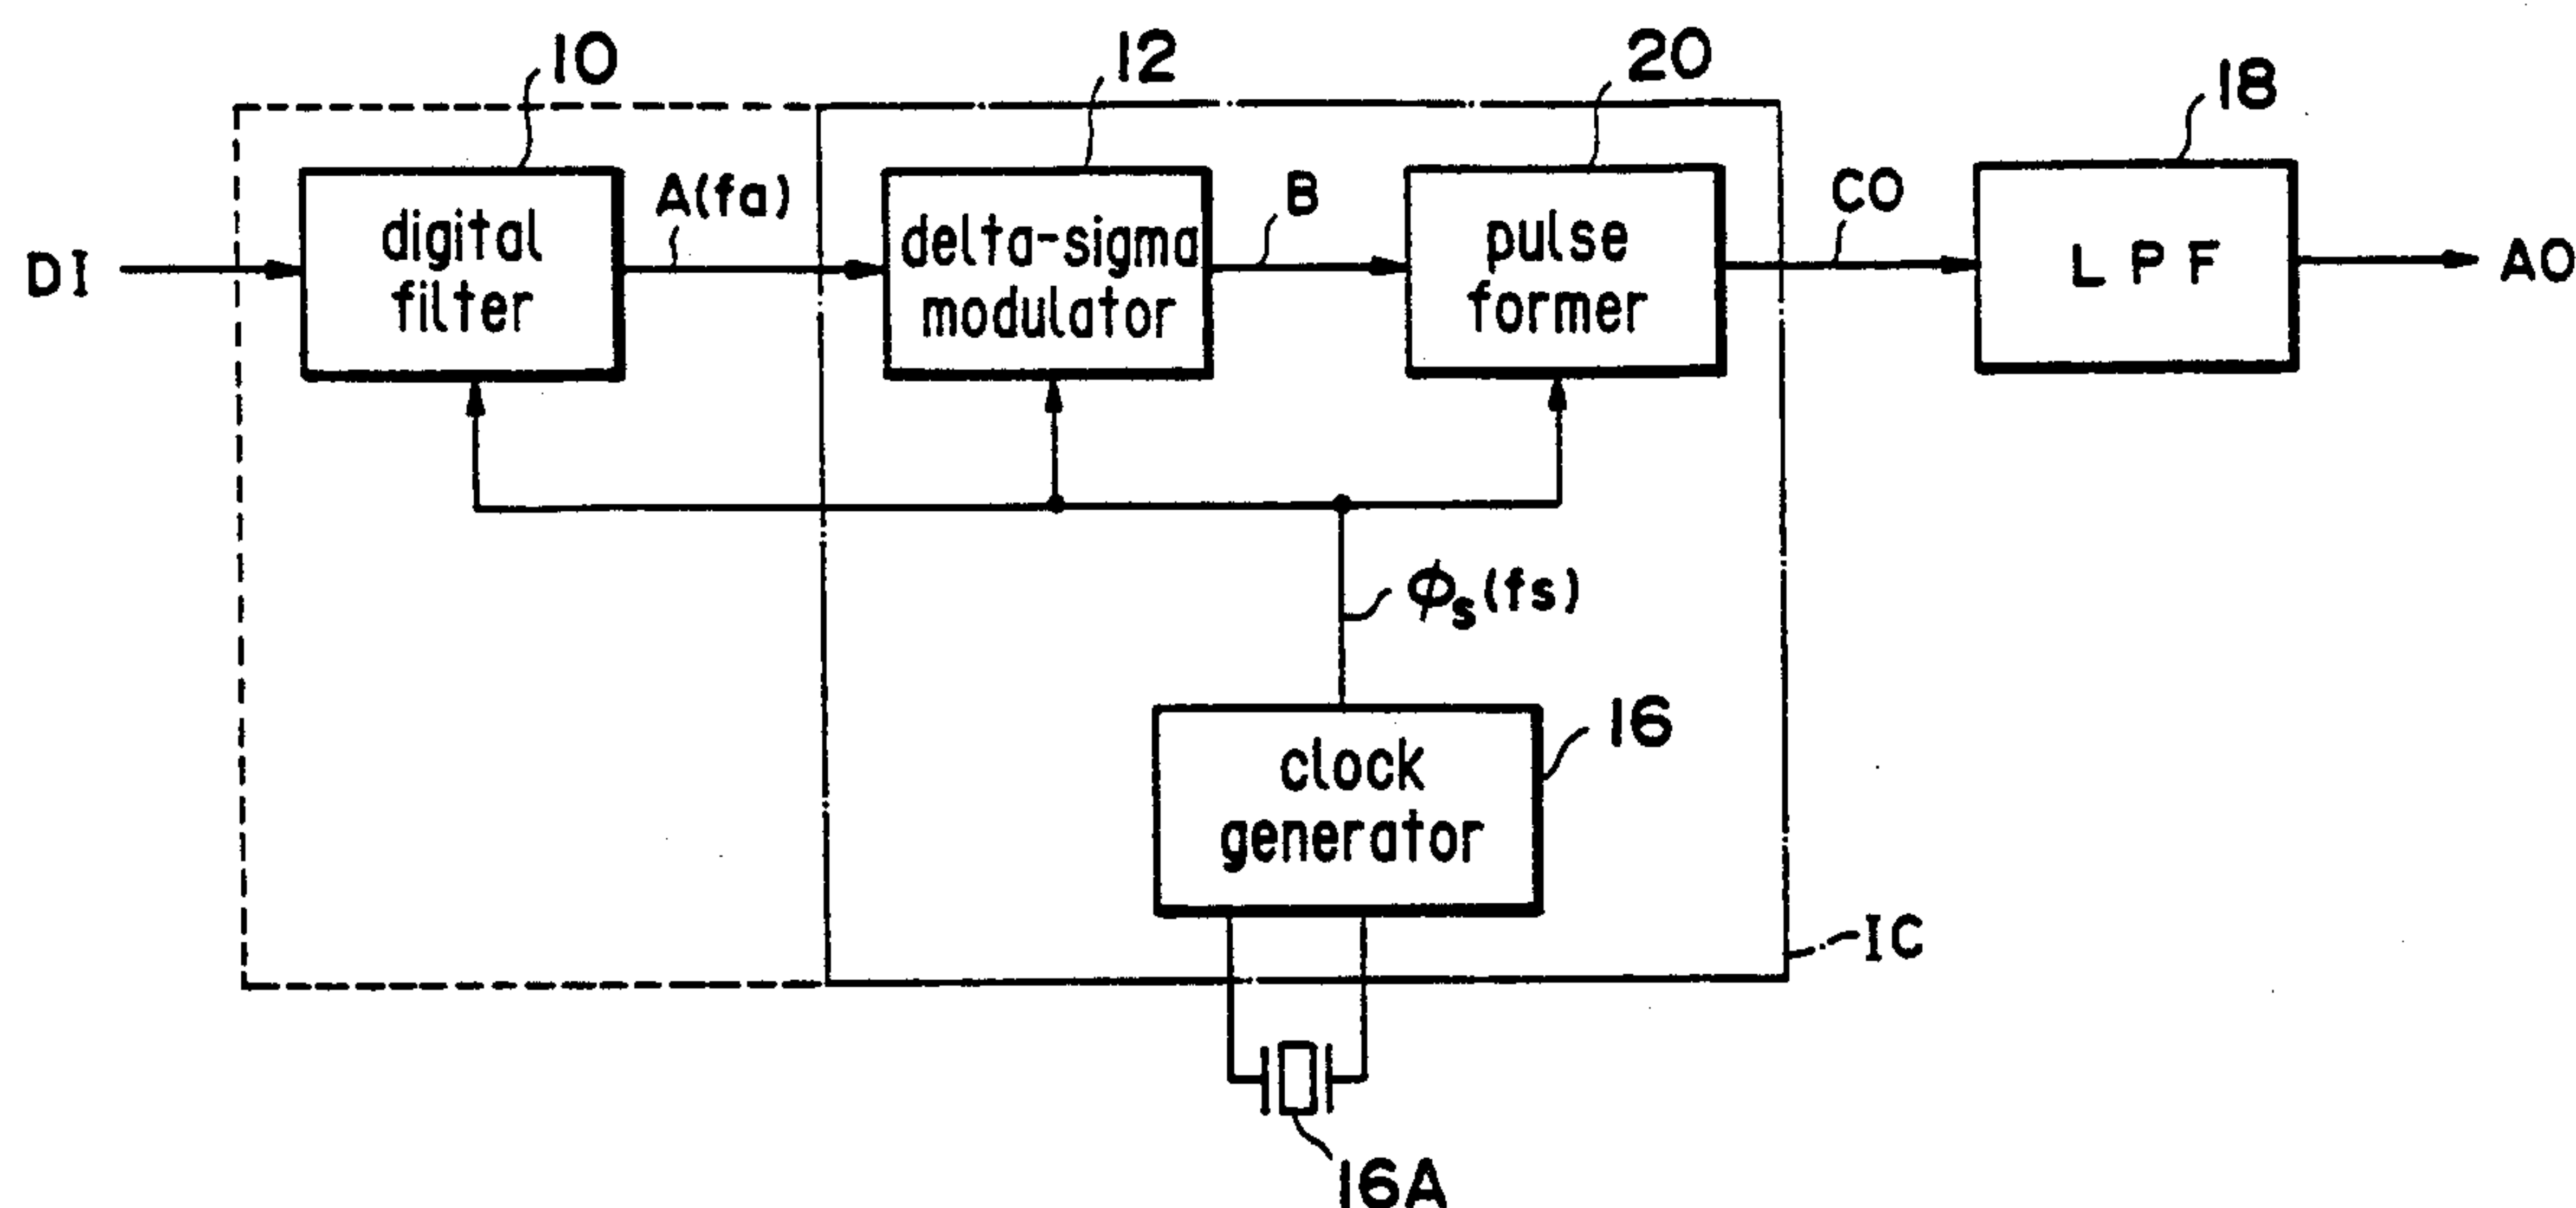 10
12
20
18
DI
digital
filter
A(fa)
delta-sigma
modulator
B
pulse
former
CO
LPF
AO
ϕs(fs)
clock
generator
16
IC
16A